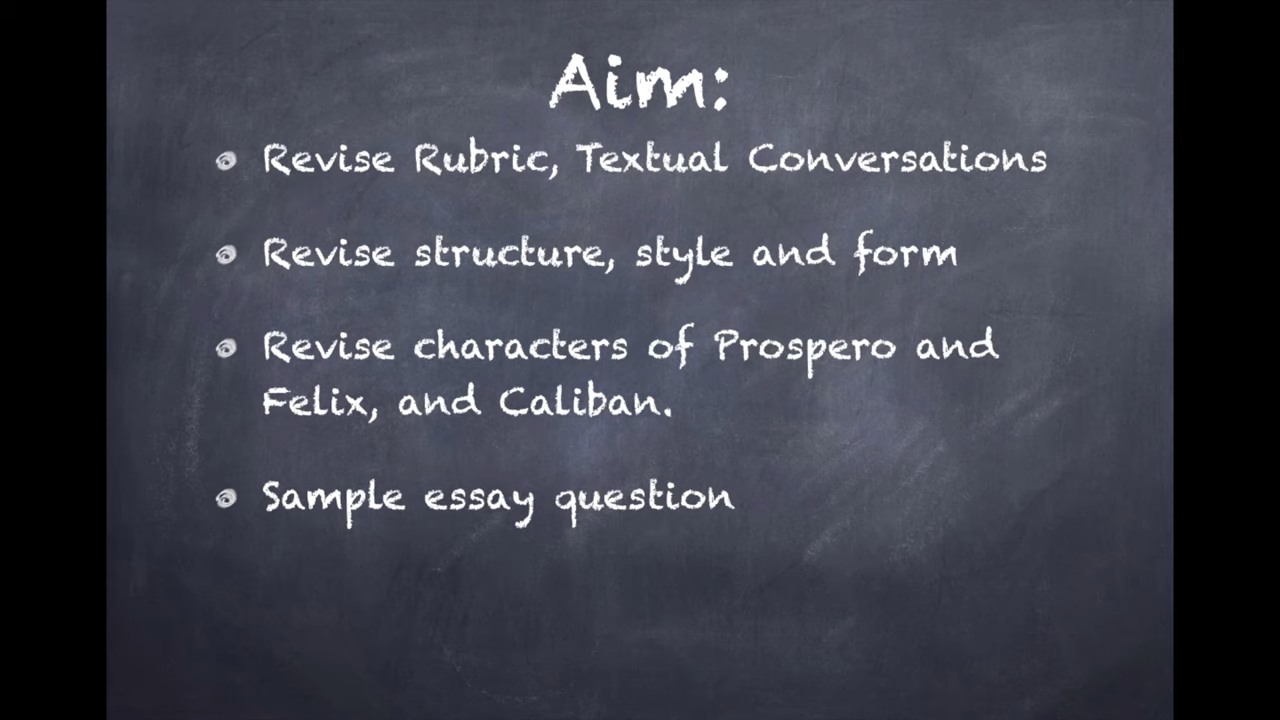 Aim:
Revise Rubric, Textual Conversations
Revise structure, style and form
Revise characters of Prospero and
Felix, and Caliban.
Sample essay question